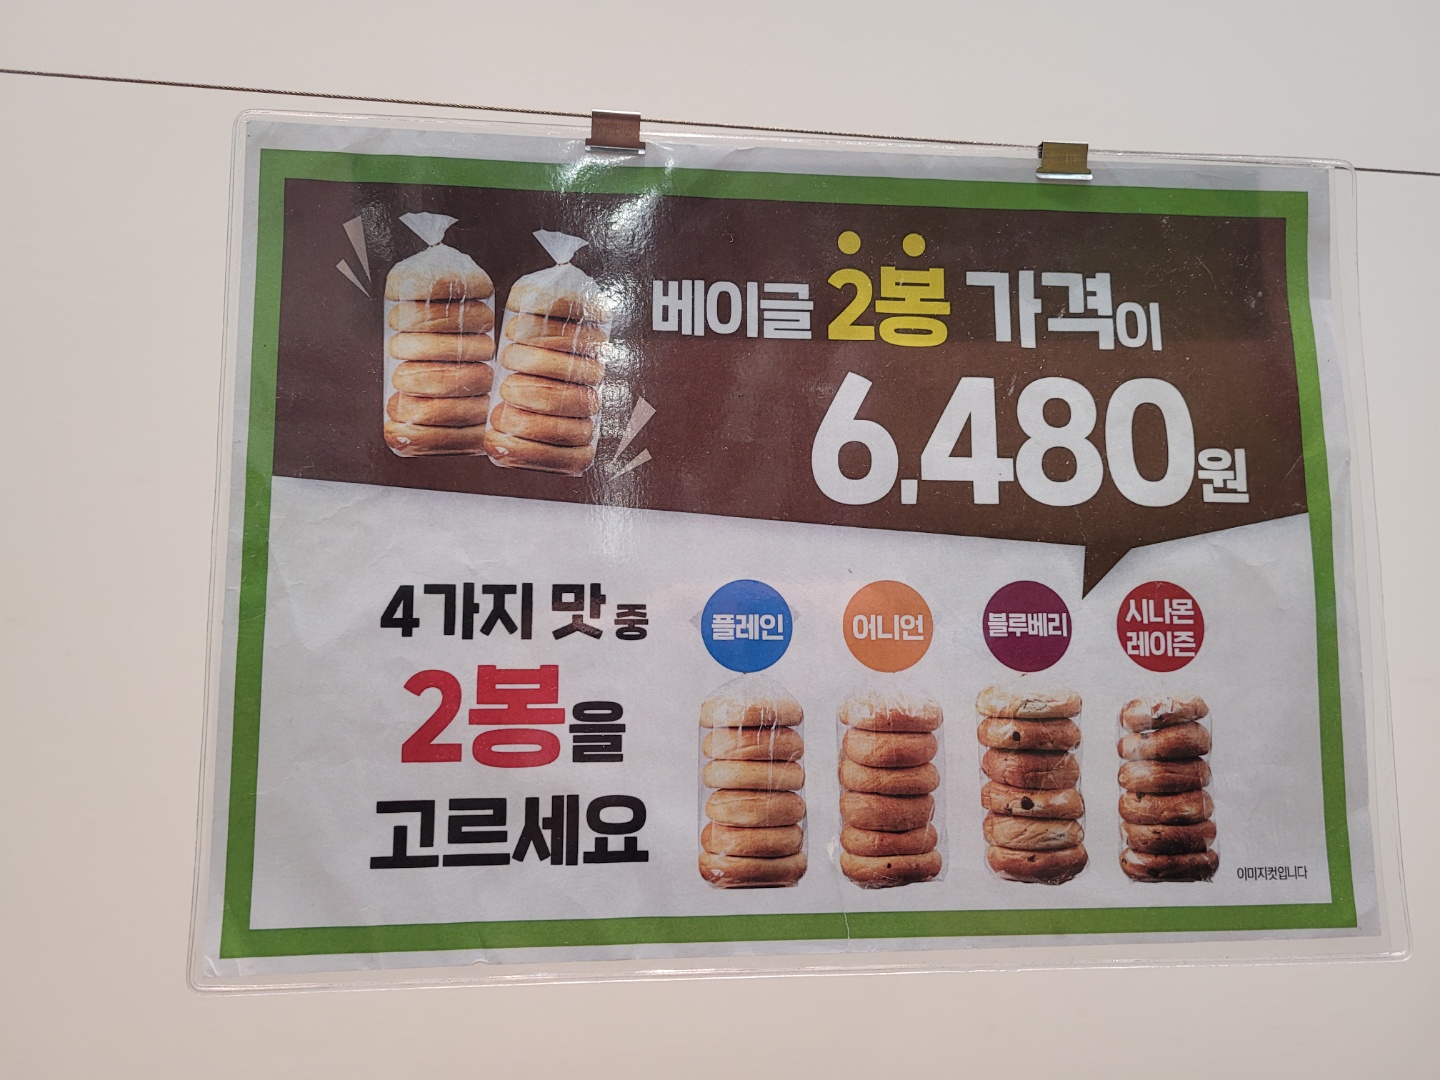 베이글 2봉 가격이
6,480원
4가지 맛 중
2봉을
고르세요
플레인
어니언
블루베리
시나몬
레이즌
이미지컷입니다